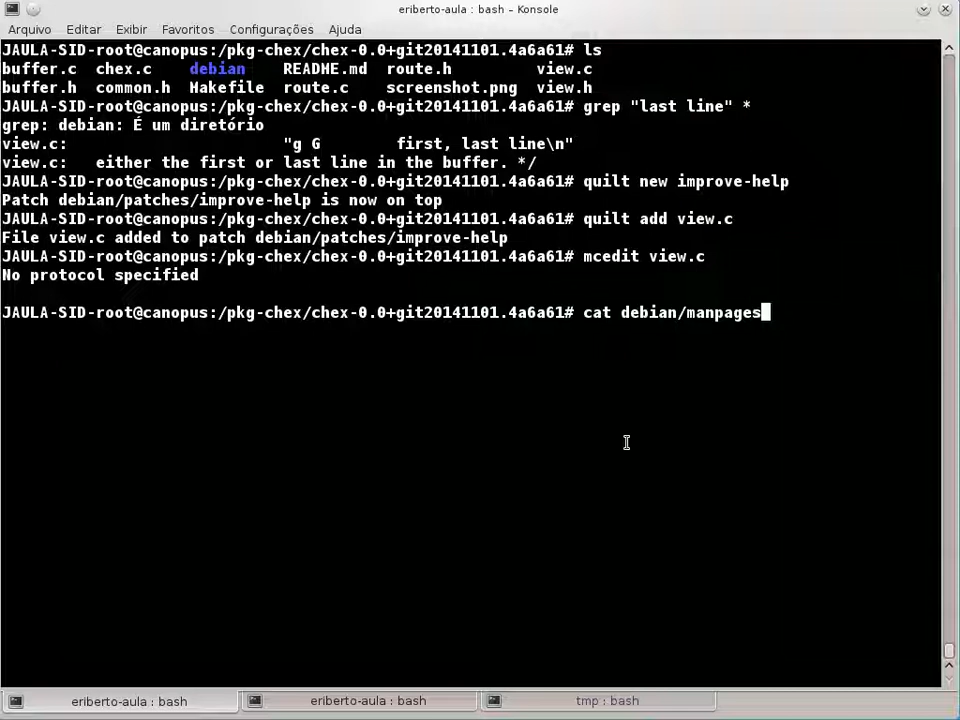 eriberto-aula : bash – Konsole
Arquivo Editar Exibir Favoritos Configurações Ajuda
JAULA-SID-root@canopus:/pkg-chex/chex-0.0+git20141101.4a6a61# ls
buffer.c chex.c debian README.md route.h view.c
buffer.h common.h Makefile route.c screenshot.png view.h
JAULA-SID-root@canopus:/pkg-chex/chex-0.0+git20141101.4a6a61# grep "last line" *
grep: debian: É um diretório
view.c: "g G first, last line\n"
view.c: either the first or last line in the buffer. */
JAULA-SID-root@canopus:/pkg-chex/chex-0.0+git20141101.4a6a61# quilt new improve-help
Patch debian/patches/improve-help is now on top
JAULA-SID-root@canopus:/pkg-chex/chex-0.0+git20141101.4a6a61# quilt add view.c
File view.c added to patch debian/patches/improve-help
JAULA-SID-root@canopus:/pkg-chex/chex-0.0+git20141101.4a6a61# mcedit view.c
No protocol specified
JAULA-SID-root@canopus:/pkg-chex/chex-0.0+git20141101.4a6a61# cat debian/manpages
eriberto-aula : bash eriberto-aula : bash tmp : bash